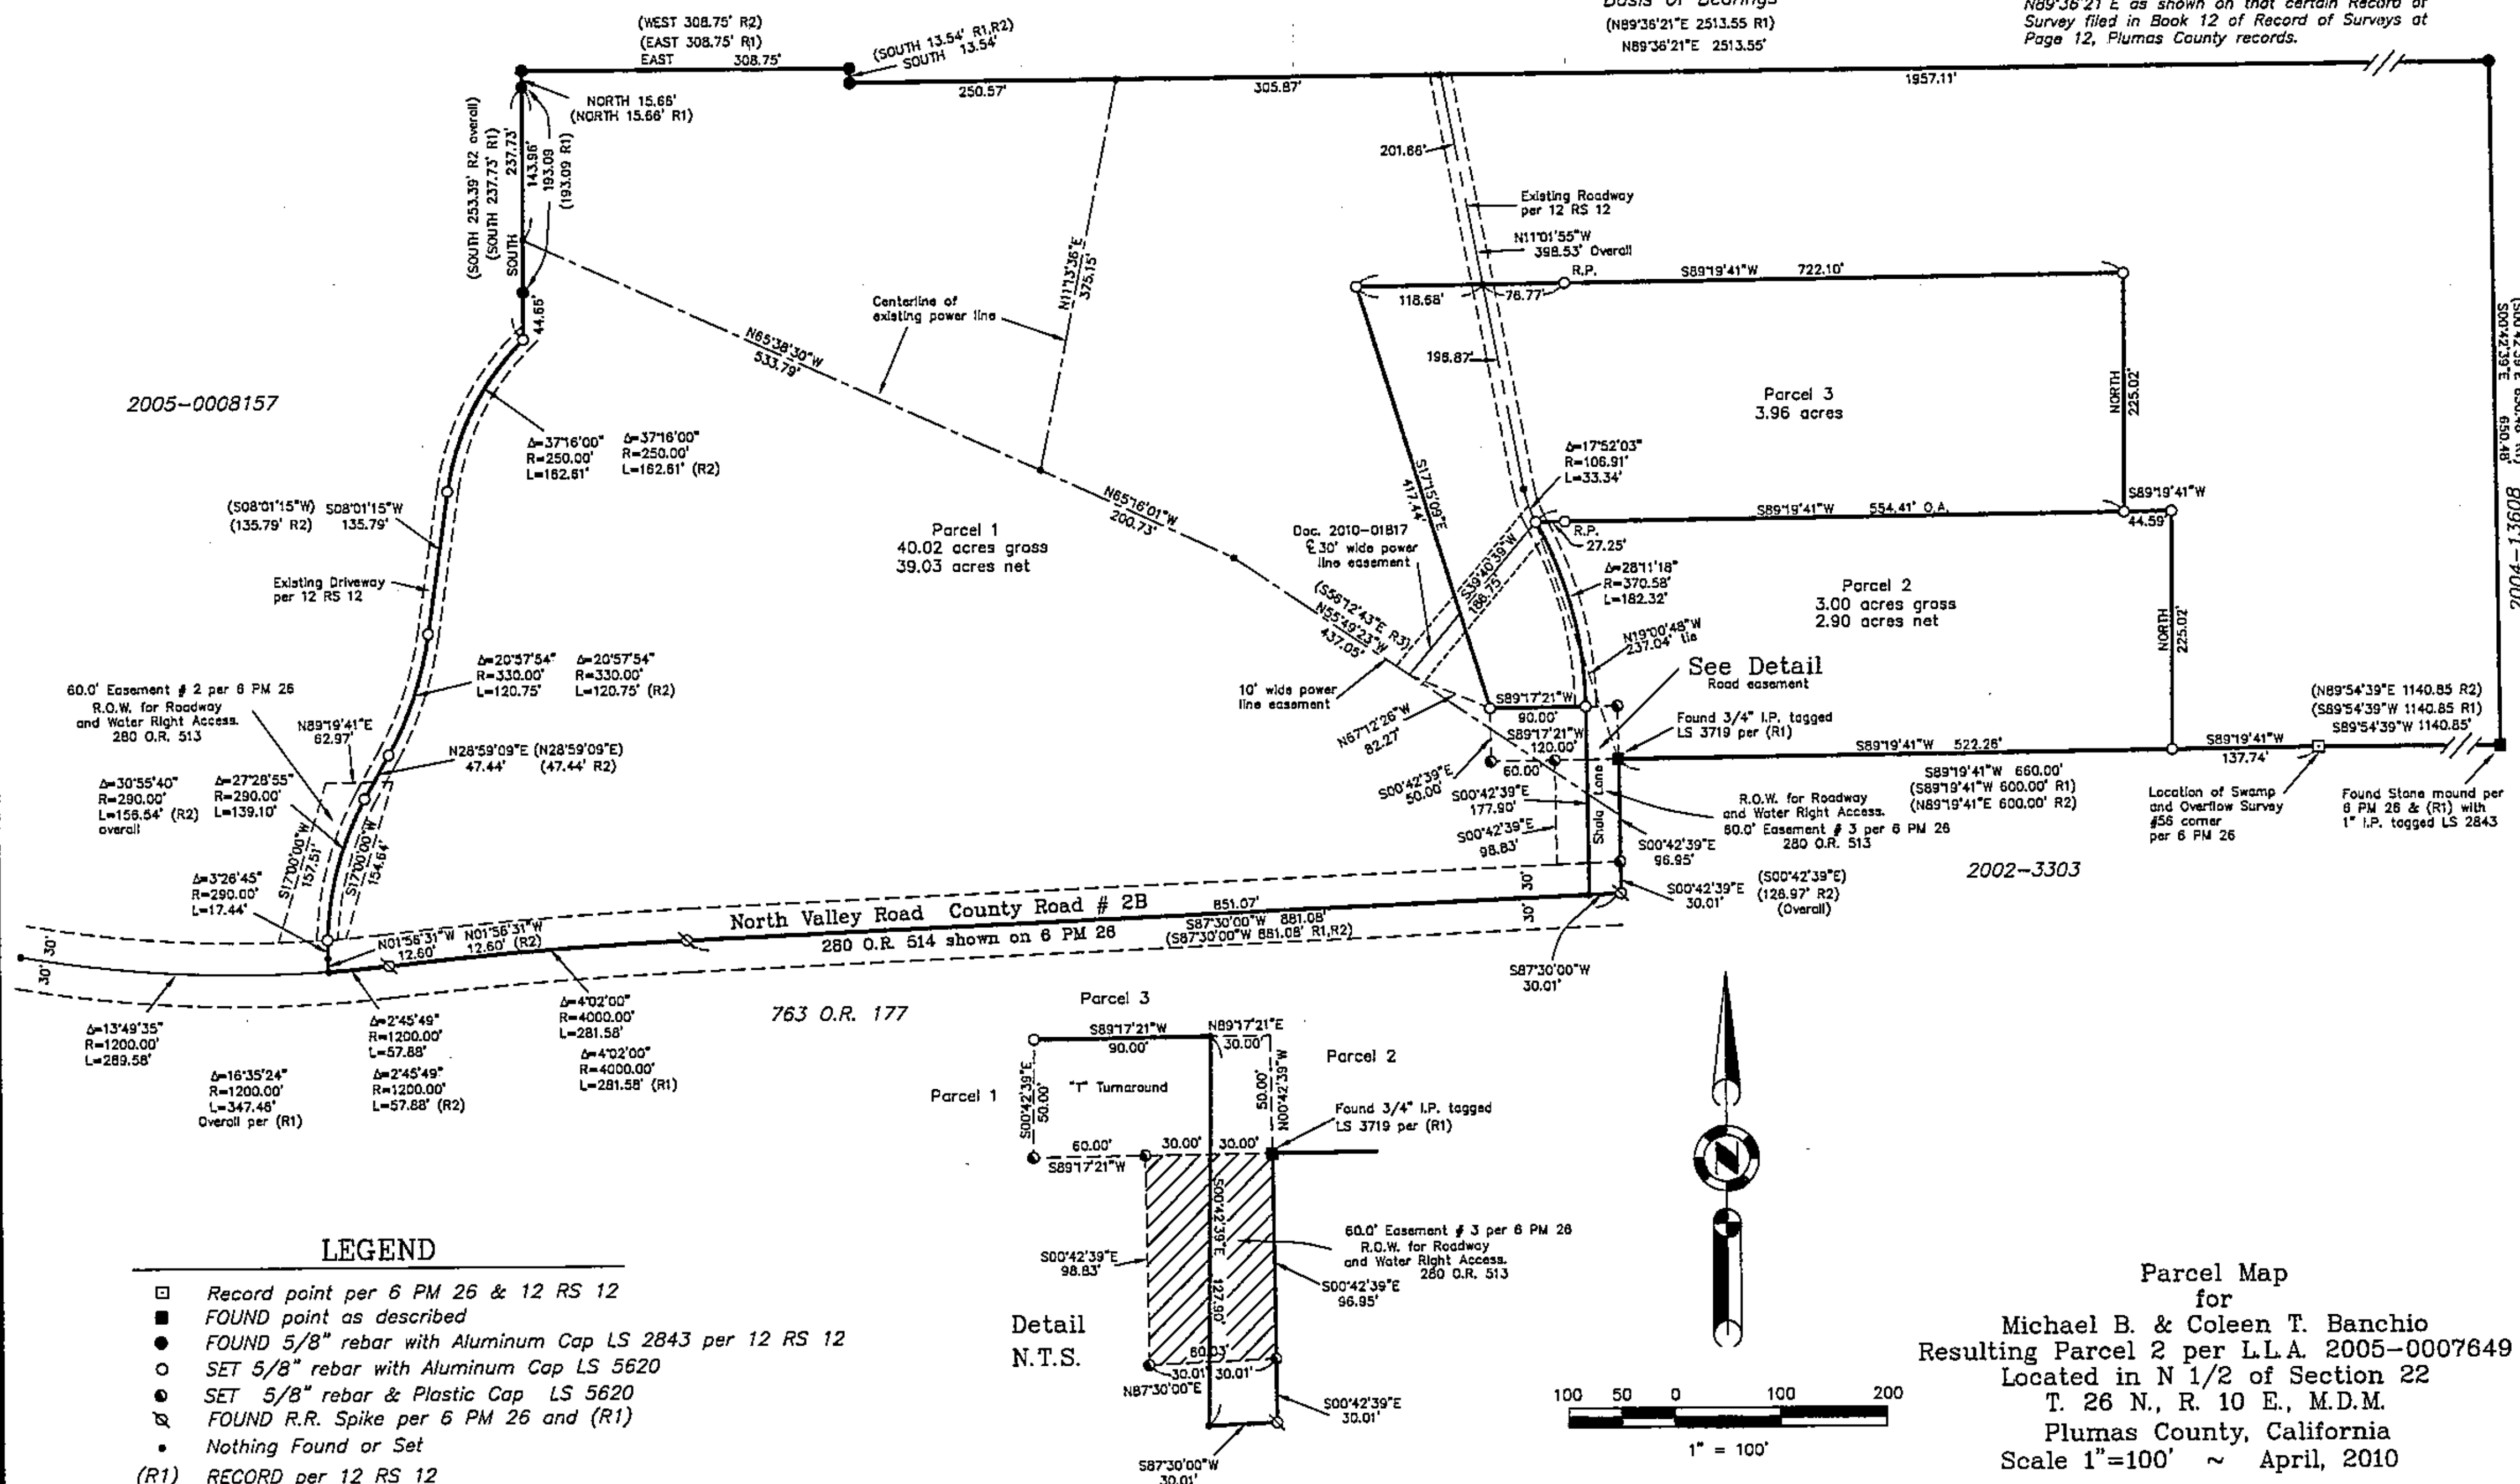 (WEST 308.75' R2)
(EAST 308.75' R1)
EAST 308.75'
(SOUTH 13.54' R1,R2)
SOUTH 13.54'
Basis of Bearings
(N89°36'21"E 2513.55 R1)
N89°36'21"E 2513.55'
N89°36'21"E as shown on that certain Record of
Survey filed in Book 12 of Record of Surveys at
Page 12, Plumas County records.
250.57'
305.87'
1957.11'
NORTH 15.66'
(NORTH 15.66' R1)
(SOUTH 253.39' R2 overall)
(SOUTH 237.73' R1)
SOUTH 237.73'
143.96'
193.09
(193.09 R1)
44.65'
N11°13'36"E
375.15'
Centerline of
existing power line
N65°38'30"W
533.79'
201.66'
Existing Roadway
per 12 RS 12
N11°01'55"W
398.53' Overall
R.P.
S89°19'41"W 722.10'
118.68'
76.77'
196.87'
Parcel 3
3.96 acres
NORTH
225.02'
(S00°42'39"E 650.48 R1)
S00°42'39"E 650.48'
2004-13608
2005-0008157
Δ=37°16'00"
R=250.00'
L=162.61'
Δ=37°16'00"
R=250.00'
L=162.61' (R2)
(S08°01'15"W)
(135.79' R2)
S08°01'15"W
135.79'
Existing Driveway
per 12 RS 12
Parcel 1
40.02 acres gross
39.03 acres net
N65°16'01"W
200.73'
S17°15'09"E
417.44'
Δ=17°52'03"
R=106.91'
L=33.34'
S89°19'41"W 554.41' O.A.
S89°19'41"W
44.59'
R.P.
27.25'
Doc. 2010-01817
℄ 30' wide power
line easement
S39°40'39"W
188.75'
Δ=28°11'18"
R=370.58'
L=182.32'
Parcel 2
3.00 acres gross
2.90 acres net
N19°00'48"W
237.04' tie
NORTH
225.02'
(S56°12'43"E R3)
N55°49'23"W
437.05'
10' wide power
line easement
N67°12'26"W
82.27'
See Detail
Road easement
Found 3/4" I.P. tagged
LS 3719 per (R1)
S89°17'21"W
90.00'
S89°17'21"W
120.00'
60.00'
S00°42'39"E
50.00'
S00°42'39"E
177.90'
S00°42'39"E
98.83'
Shala Lane
S89°19'41"W 522.26'
S89°19'41"W 660.00'
(S89°19'41"W 600.00' R1)
(N89°19'41"E 600.00' R2)
S89°19'41"W
137.74'
(N89°54'39"E 1140.85 R2)
(S89°54'39"W 1140.85 R1)
S89°54'39"W 1140.85'
R.O.W. for Roadway
and Water Right Access.
60.0' Easement # 3 per 6 PM 26
280 O.R. 513
Location of Swamp
and Overflow Survey
#56 corner
per 6 PM 26
Found Stone mound per
6 PM 26 & (R1) with
1" I.P. tagged LS 2843
S00°42'39"E
96.95'
S00°42'39"E
30.01'
(S00°42'39"E)
(126.97' R2)
(Overall)
2002-3303
Δ=20°57'54"
R=330.00'
L=120.75'
Δ=20°57'54"
R=330.00'
L=120.75' (R2)
60.0' Easement # 2 per 6 PM 26
R.O.W. for Roadway
and Water Right Access.
280 O.R. 513
N89°19'41"E
62.97'
N28°59'09"E (N28°59'09"E)
47.44' (47.44' R2)
Δ=30°55'40"
R=290.00'
L=156.54' (R2)
overall
Δ=27°28'55"
R=290.00'
L=139.10'
S17°00'00"W
157.51'
S17°00'00"W
154.64'
Δ=3°26'45"
R=290.00'
L=17.44'
N01°56'31"W N01°56'31"W
12.60' 12.60' (R2)
North Valley Road County Road # 2B
280 O.R. 514 shown on 6 PM 26
851.07'
S87°30'00"W 881.08'
(S87°30'00"W 881.08' R1,R2)
30'
30'
30'
30'
S87°30'00"W
30.01'
Δ=13°49'35"
R=1200.00'
L=289.58'
Δ=16°35'24"
R=1200.00'
L=347.46'
Overall per (R1)
Δ=2°45'49"
R=1200.00'
L=57.88'
Δ=2°45'49"
R=1200.00'
L=57.88' (R2)
Δ=4°02'00"
R=4000.00'
L=281.58'
Δ=4°02'00"
R=4000.00'
L=281.58' (R1)
763 O.R. 177
Parcel 3
S89°17'21"W
90.00'
N89°17'21"E
30.00'
Parcel 2
Parcel 1
S00°42'39"E
50.00'
"T" Turnaround
50.00'
N00°42'39"W
Found 3/4" I.P. tagged
LS 3719 per (R1)
60.00'
S89°17'21"W
30.00'
30.00'
S00°42'39"E
127.90'
60.0' Easement # 3 per 6 PM 26
R.O.W. for Roadway
and Water Right Access.
280 O.R. 513
S00°42'39"E
98.83'
S00°42'39"E
96.95'
Detail
N.T.S.
60.03'
30.01' 30.01'
N87°30'00"E
S00°42'39"E
30.01'
S87°30'00"W
30.01'
LEGEND
Record point per 6 PM 26 & 12 RS 12
FOUND point as described
FOUND 5/8" rebar with Aluminum Cap LS 2843 per 12 RS 12
SET 5/8" rebar with Aluminum Cap LS 5620
SET 5/8" rebar & Plastic Cap LS 5620
FOUND R.R. Spike per 6 PM 26 and (R1)
Nothing Found or Set
(R1) RECORD per 12 RS 12
N
100 50 0 100 200
1" = 100'
Parcel Map
for
Michael B. & Coleen T. Banchio
Resulting Parcel 2 per L.L.A. 2005-0007649
Located in N 1/2 of Section 22
T. 26 N., R. 10 E., M.D.M.
Plumas County, California
Scale 1"=100' ~ April, 2010